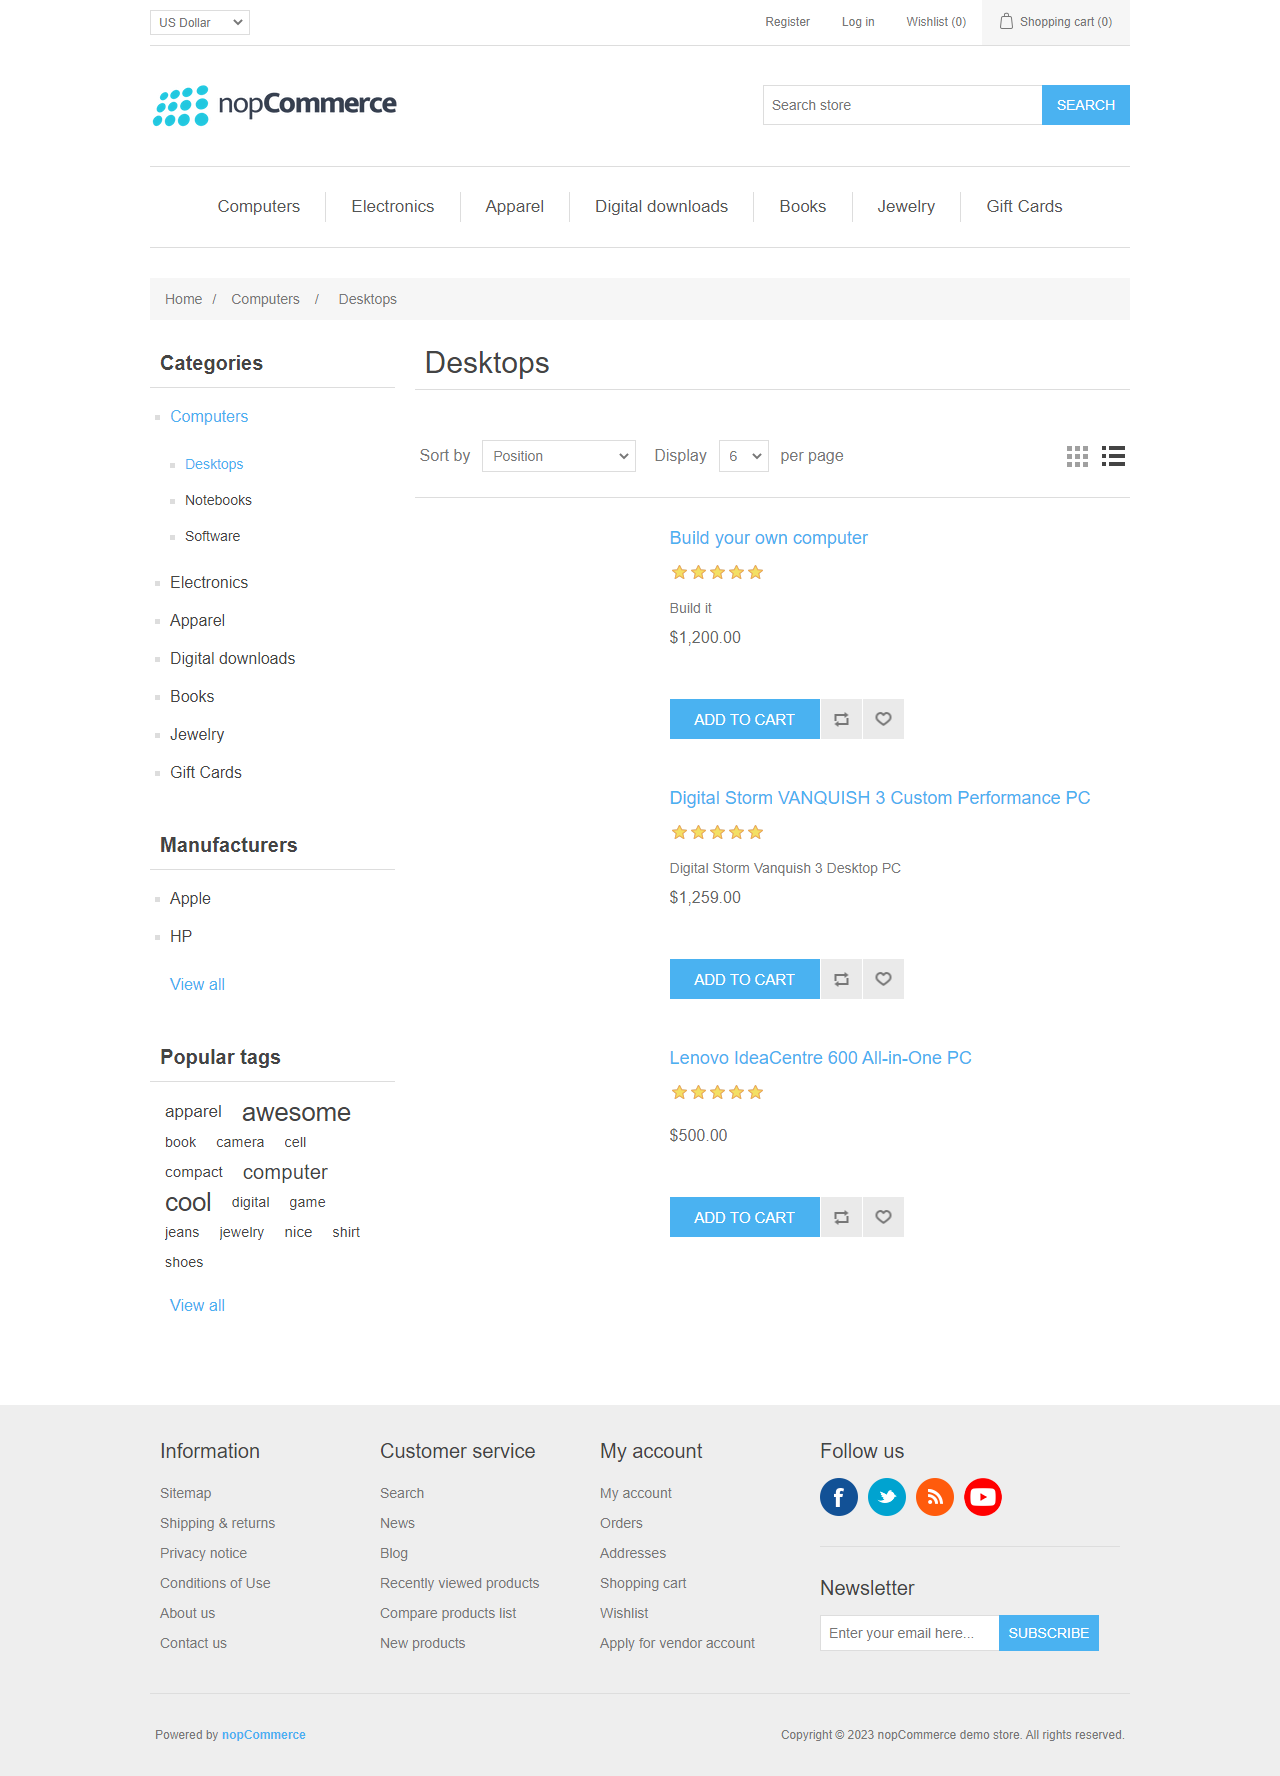 US Dollar
Register
Log in
Wishlist (0)
Shopping cart (0)
nopCommerce
Search store
SEARCH
Computers
Electronics
Apparel
Digital downloads
Books
Jewelry
Gift Cards
Home / Computers / Desktops
Categories
Computers
Desktops
Notebooks
Software
Electronics
Apparel
Digital downloads
Books
Jewelry
Gift Cards
Manufacturers
Apple
HP
View all
Popular tags
apparel awesome
book camera cell
compact computer
cool digital game
jeans jewelry nice shirt
shoes
View all
Desktops
Sort by Position Display 6 per page
Build your own computer
Build it
$1,200.00
ADD TO CART
Digital Storm VANQUISH 3 Custom Performance PC
Digital Storm Vanquish 3 Desktop PC
$1,259.00
ADD TO CART
Lenovo IdeaCentre 600 All-in-One PC
$500.00
ADD TO CART
Information
Sitemap
Shipping & returns
Privacy notice
Conditions of Use
About us
Contact us
Customer service
Search
News
Blog
Recently viewed products
Compare products list
New products
My account
My account
Orders
Addresses
Shopping cart
Wishlist
Apply for vendor account
Follow us
Newsletter
Enter your email here...
SUBSCRIBE
Powered by nopCommerce
Copyright © 2023 nopCommerce demo store. All rights reserved.